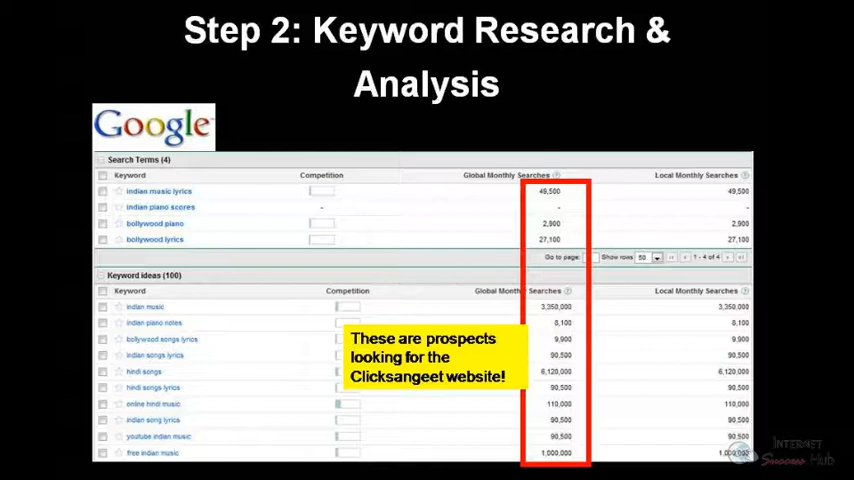 Step 2: Keyword Research &
Analysis
Google
Search Terms (4)
Keyword Competition Global Monthly Searches Local Monthly Searches
indian music lyrics 49,500 49,500
indian piano scores - - -
bollywood piano 2,900 2,900
bollywood lyrics 27,100 27,100
Go to page: Show rows 50 1 - 4 of 4
Keyword ideas (100)
Keyword Competition Global Monthly Searches Local Monthly Searches
indian music 3,350,000 3,350,000
indian piano notes 8,100 8,100
bollywood songs lyrics 9,900 9,900
indian songs lyrics 90,500 90,500
hindi songs 6,120,000 6,120,000
hindi songs lyrics 90,500 90,500
online hindi music 110,000 110,000
indian song lyrics 90,500 90,500
youtube indian music 90,500 90,500
free indian music 1,000,000 1,000,000
These are prospects
looking for the
Clicksangeet website!
INTERNET
Success HUB